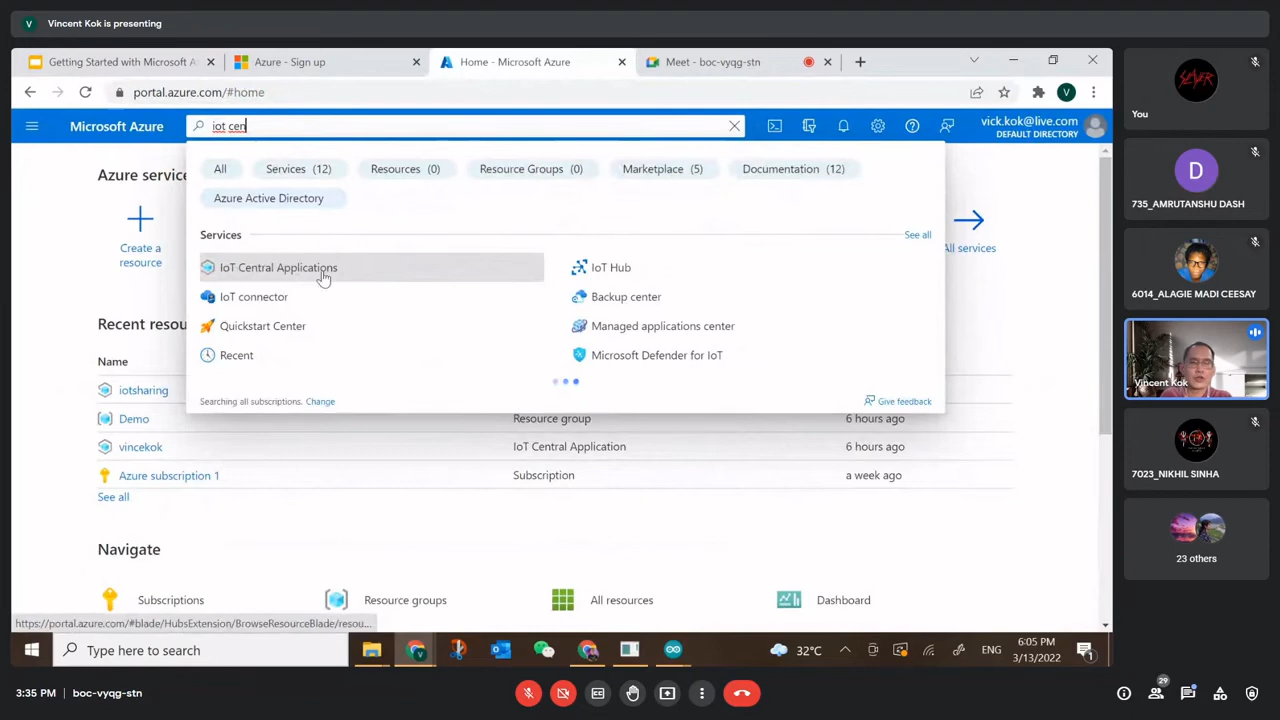 V Vincent Kok is presenting
Getting Started with Microsoft A
Azure - Sign up
Home - Microsoft Azure
Meet - boc-vyqg-stn
portal.azure.com/#home
V
Microsoft Azure
iot cen
vick.kok@live.com
DEFAULT DIRECTORY
All
Services (12)
Resources (0)
Resource Groups (0)
Marketplace (5)
Documentation (12)
Azure Active Directory
Azure service
Services
See all
Create a resource
All services
IoT Central Applications
IoT Hub
IoT connector
Backup center
Quickstart Center
Managed applications center
Recent
Microsoft Defender for IoT
Searching all subscriptions. Change
Give feedback
Recent resou
Name
iotsharing
Demo
Resource group
6 hours ago
vincekok
IoT Central Application
6 hours ago
Azure subscription 1
Subscription
a week ago
See all
Navigate
Subscriptions
Resource groups
All resources
Dashboard
https://portal.azure.com/#blade/HubsExtension/BrowseResourceBlade/resou...
Type here to search
32°C
ENG
6:05 PM
3/13/2022
1
SLAYER
You
D
735_AMRUTANSHU DASH
6014_ALAGIE MADI CEESAY
Vincent Kok
7023_NIKHIL SINHA
23 others
3:35 PM
boc-vyqg-stn
29